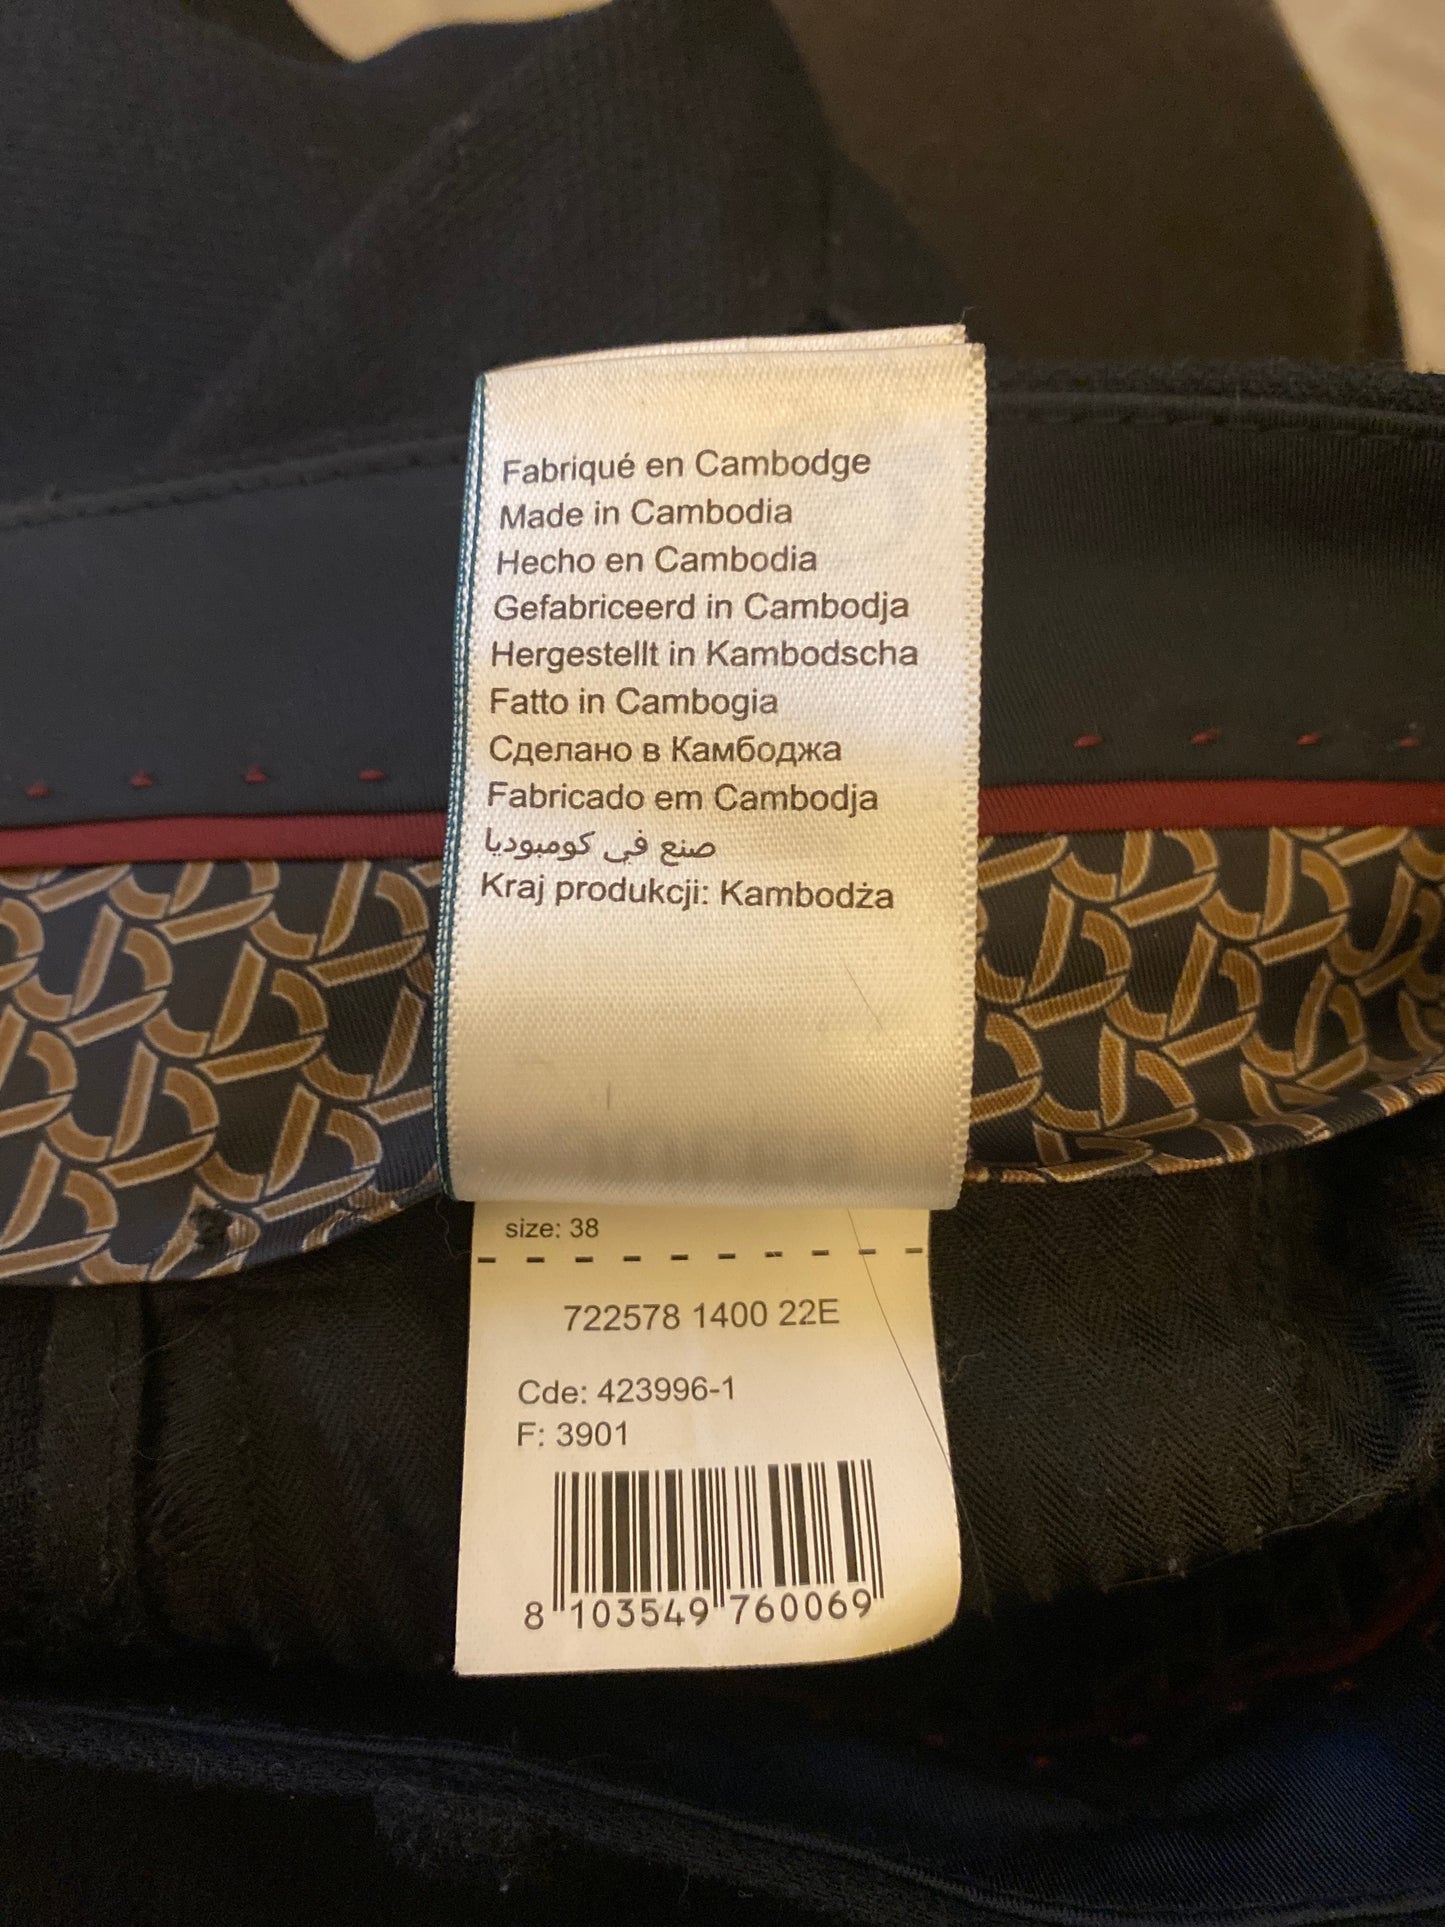 Fabriqué en Cambodge
Made in Cambodia
Hecho en Cambodia
Gefabriceerd in Cambodja
Hergestellt in Kambodscha
Fatto in Cambogia
Сделано в Камбоджа
Fabricado em Cambodja
صنع في كومبوديا
Kraj produkcji: Kambodża
size: 38
722578 1400 22E
Cde: 423996-1
F: 3901
8 103549 760069